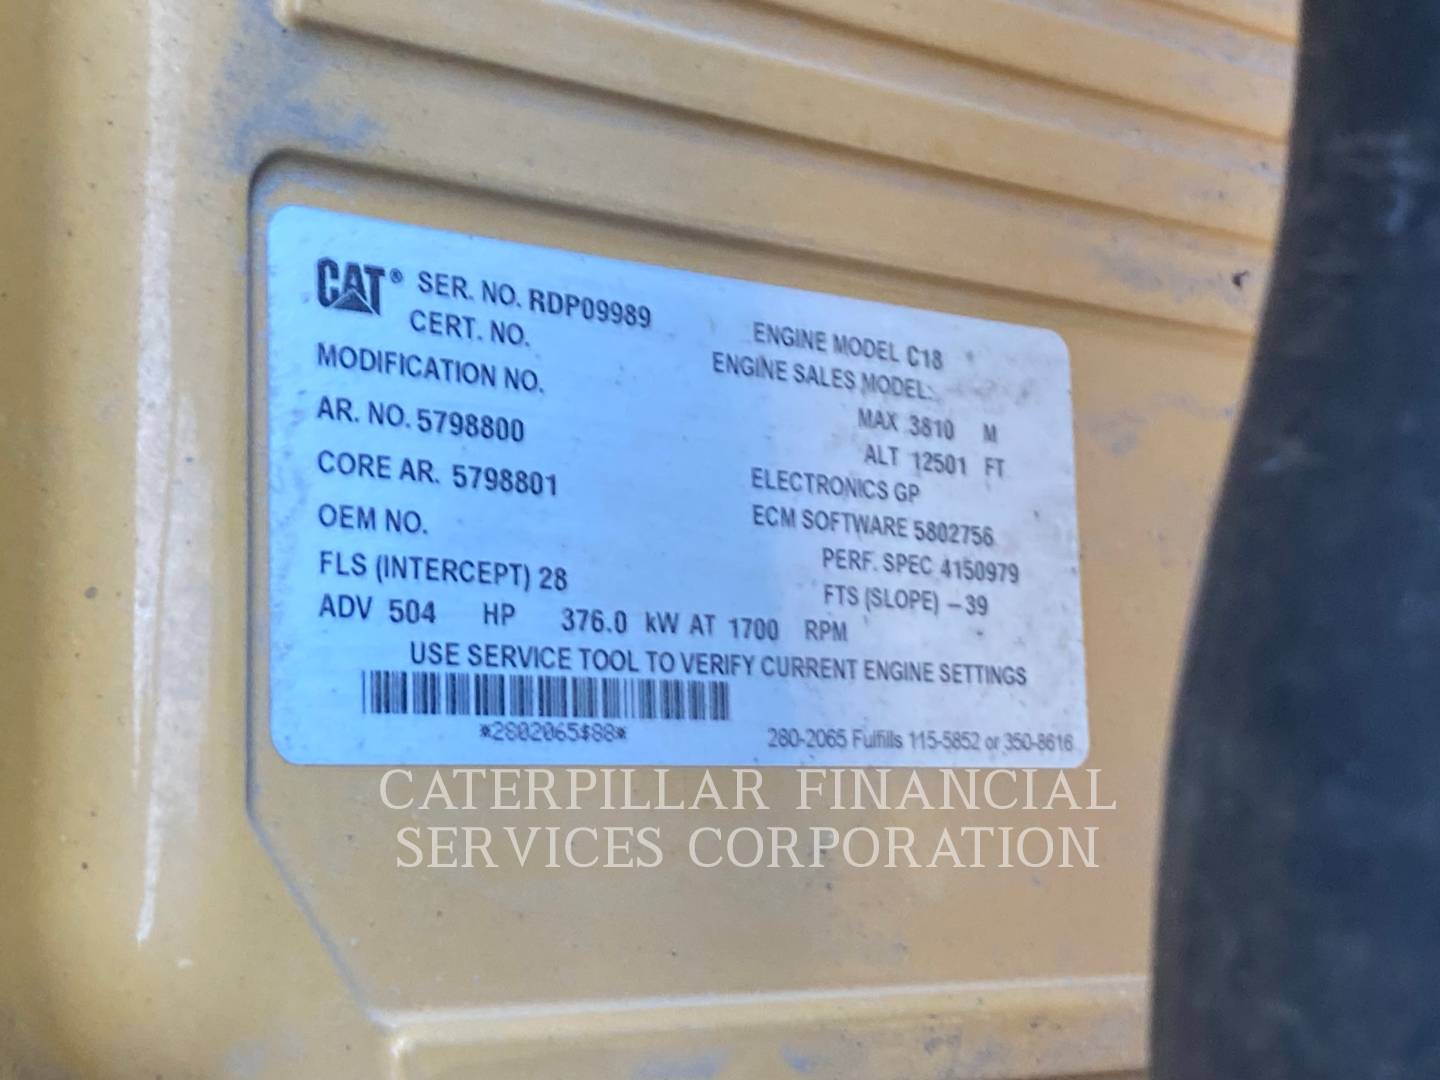 CAT® SER. NO. RDP09989
CERT. NO.
MODIFICATION NO.
AR. NO. 5798800
CORE AR. 5798801
OEM NO.
FLS (INTERCEPT) 28
ENGINE MODEL C18
ENGINE SALES MODEL:
MAX 3810 M
ALT 12501 FT
ELECTRONICS GP
ECM SOFTWARE 5802756
PERF. SPEC 4150979
FTS (SLOPE) -39
ADV 504 HP 376.0 kW AT 1700 RPM
USE SERVICE TOOL TO VERIFY CURRENT ENGINE SETTINGS
*2802065$88*
280-2065 Fulfills 115-5852 or 350-8616
CATERPILLAR FINANCIAL
SERVICES CORPORATION